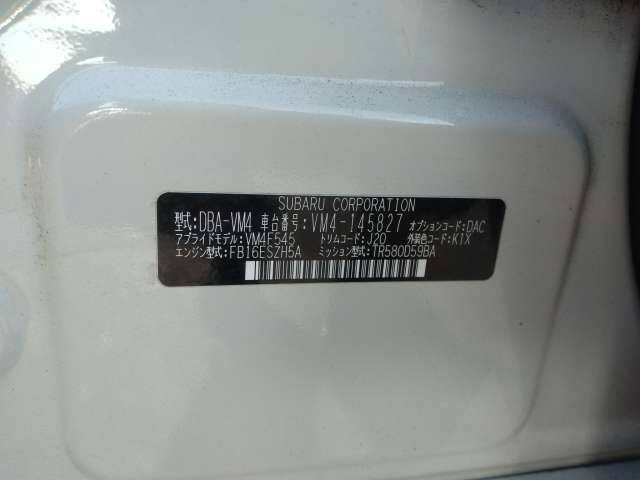 SUBARU CORPORATION
型式:DBA-VM4 車台番号:VM4-145827 オプションコード:DAC
アプライドモデル:VM4F545 トリムコード:J20 外装色コード:K1X
エンジン型式:FB16ESZH5A ミッション型式:TR580D59BA